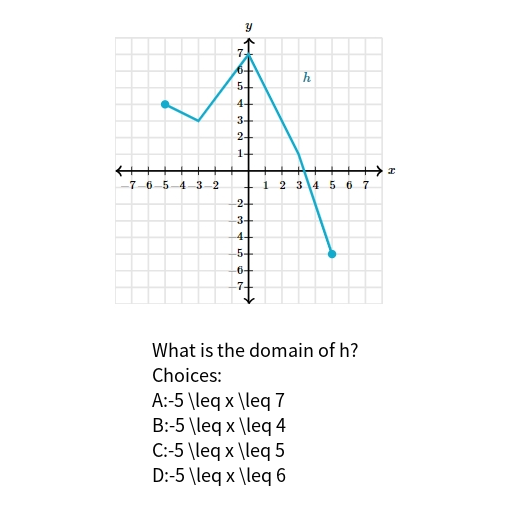 y
7
6
h
5
4
3
2
1
x
-7 -6 -5 -4 -3 -2 1 2 3 4 5 6 7
-2
-3
-4
-5
-6
-7
What is the domain of h?
Choices:
A:-5 \leq x \leq 7
B:-5 \leq x \leq 4
C:-5 \leq x \leq 5
D:-5 \leq x \leq 6